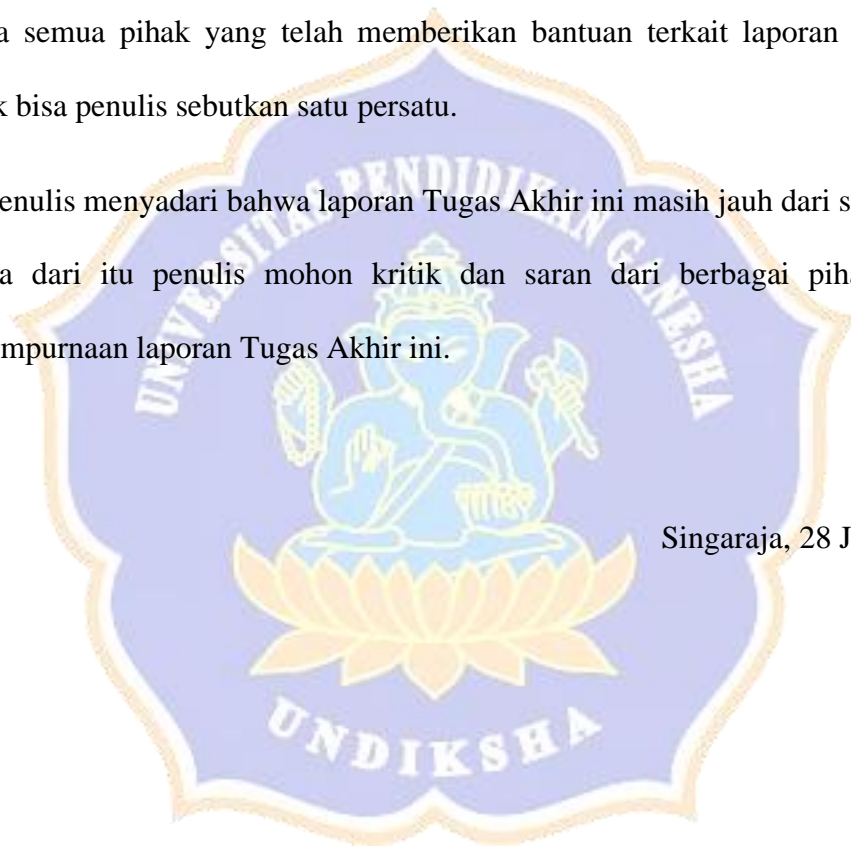 a semua pihak yang telah memberikan bantuan terkait laporan
k bisa penulis sebutkan satu persatu.
enulis menyadari bahwa laporan Tugas Akhir ini masih jauh dari s
a dari itu penulis mohon kritik dan saran dari berbagai piha
empurnaan laporan Tugas Akhir ini.
UNIVERSITAS PENDIDIKAN GANESHA
Singaraja, 28 J
UNDIKSHA